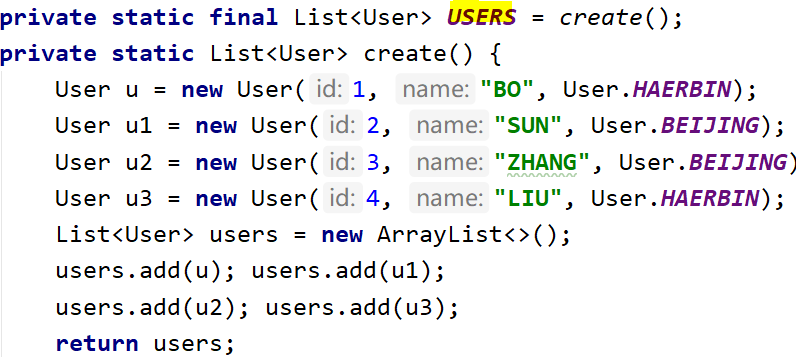 private static final List<User> USERS = create();
private static List<User> create() {
User u = new User( id: 1, name: "BO", User.HAERBIN);
User u1 = new User( id: 2, name: "SUN", User.BEIJING);
User u2 = new User( id: 3, name: "ZHANG", User.BEIJING)
User u3 = new User( id: 4, name: "LIU", User.HAERBIN);
List<User> users = new ArrayList<>();
users.add(u); users.add(u1);
users.add(u2); users.add(u3);
return users;